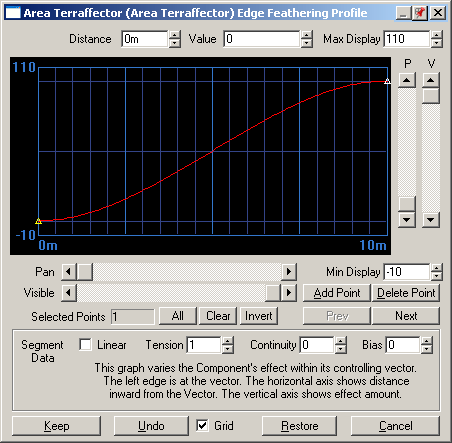 Area Terraffector (Area Terraffector) Edge Feathering Profile
Distance 0m Value 0 Max Display 110
P V
110
-10
0m 10m
Pan Min Display -10
Visible Add Point Delete Point
Selected Points 1 All Clear Invert Prev Next
Segment Data Linear Tension 1 Continuity 0 Bias 0
This graph varies the Component's effect within its controlling vector.
The left edge is at the vector. The horizontal axis shows distance
inward from the Vector. The vertical axis shows effect amount.
Keep Undo Grid Restore Cancel